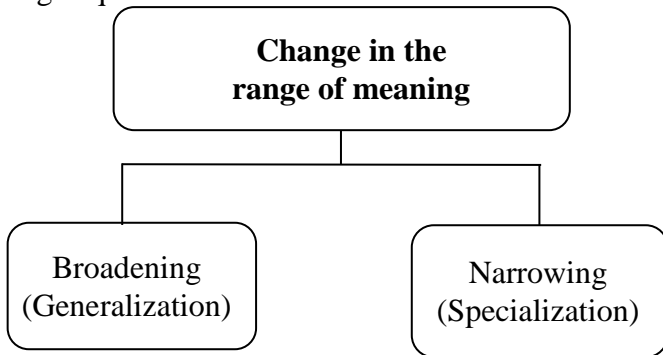 Change in the
range of meaning
Broadening
(Generalization)
Narrowing
(Specialization)